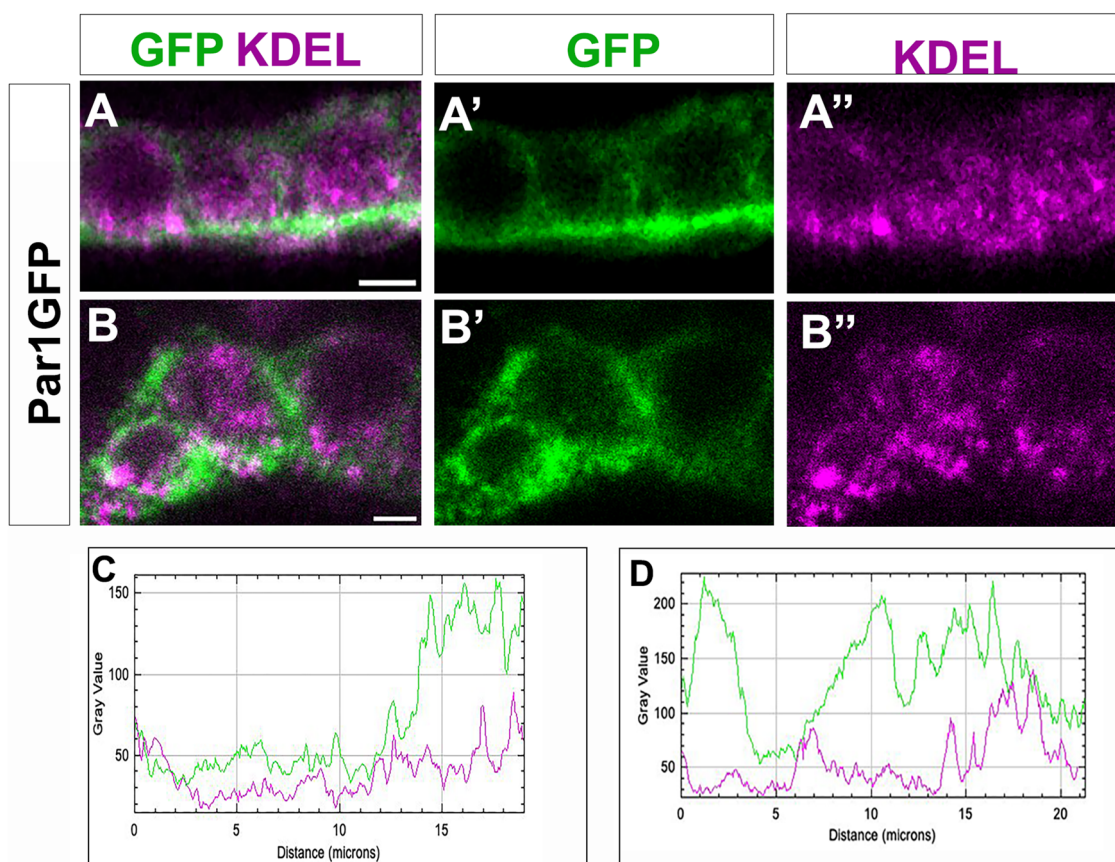 GFP KDEL
GFP
KDEL
Par1GFP
A
A’
A’’
B
B’
B’’
C
150
100
50
Gray Value
0
5
10
15
Distance (microns)
D
200
150
100
50
Gray Value
0
5
10
15
20
Distance (microns)